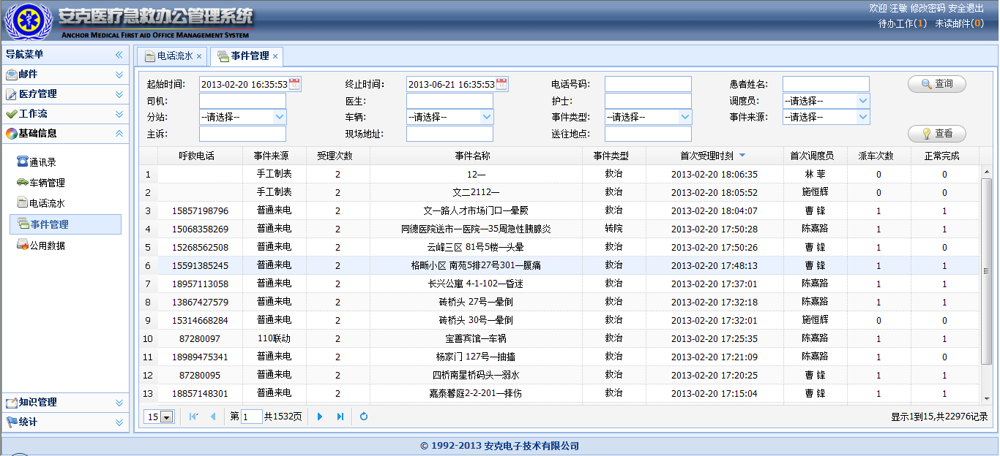 安克医疗急救办公管理系统
ANCHOR MEDICAL FIRST AID OFFICE MANAGEMENT SYSTEM
欢迎 汪敏 修改密码 安全退出
待办工作(1) 未读邮件(0)
导航菜单
邮件
医疗管理
工作流
基础信息
通讯录
车辆管理
电话流水
事件管理
公用数据
知识管理
统计
电话流水 × 事件管理 ×
起始时间: 2013-02-20 16:35:53 终止时间: 2013-06-21 16:35:53 电话号码: 患者姓名: 查询
司机: 医生: 护士: 调度员: --请选择--
分站: --请选择-- 车辆: --请选择-- 事件类型: --请选择-- 事件来源: --请选择--
主诉: 现场地址: 送往地点: 查看
呼救电话 事件来源 受理次数 事件名称 事件类型 首次受理时刻 首次调度员 派车次数 正常完成
1 手工制表 2 12— 救治 2013-02-20 18:06:35 林 菲 0 0
2 手工制表 2 文二2112— 救治 2013-02-20 18:05:52 施恒辉 0 0
3 15857198796 普通来电 2 文一路人才市场门口—晕厥 救治 2013-02-20 18:04:07 曹 锋 1 1
4 15068358269 普通来电 2 同德医院送市一医院—35周急性胰腺炎 转院 2013-02-20 17:50:28 陈熹路 1 1
5 15268562508 普通来电 2 云峰三区 81号5楼—头晕 救治 2013-02-20 17:50:26 曹 锋 1 0
6 15591385245 普通来电 2 格畈小区 南苑5排27号301—腹痛 救治 2013-02-20 17:48:13 曹 锋 1 1
7 18957113058 普通来电 2 长兴公寓 4-1-102—昏迷 救治 2013-02-20 17:37:01 陈熹路 1 1
8 13867427579 普通来电 2 砖桥头 27号—晕倒 救治 2013-02-20 17:32:18 陈熹路 1 1
9 15314668284 普通来电 2 砖桥头 30号—晕倒 救治 2013-02-20 17:32:01 施恒辉 0 0
10 87280097 110联动 2 宝善宾馆—车祸 救治 2013-02-20 17:25:35 陈熹路 1 1
11 18989475341 普通来电 2 杨家门 127号—抽搐 救治 2013-02-20 17:21:09 陈熹路 1 0
12 87280095 普通来电 2 四桥南星桥码头—溺水 救治 2013-02-20 17:20:25 曹 锋 1 1
13 18857148301 普通来电 2 嘉泰馨庭2-2-201—摔伤 救治 2013-02-20 17:15:04 曹 锋 1 1
15 第 1 共1532页 显示1到15,共22976记录
© 1992-2013 安克电子技术有限公司